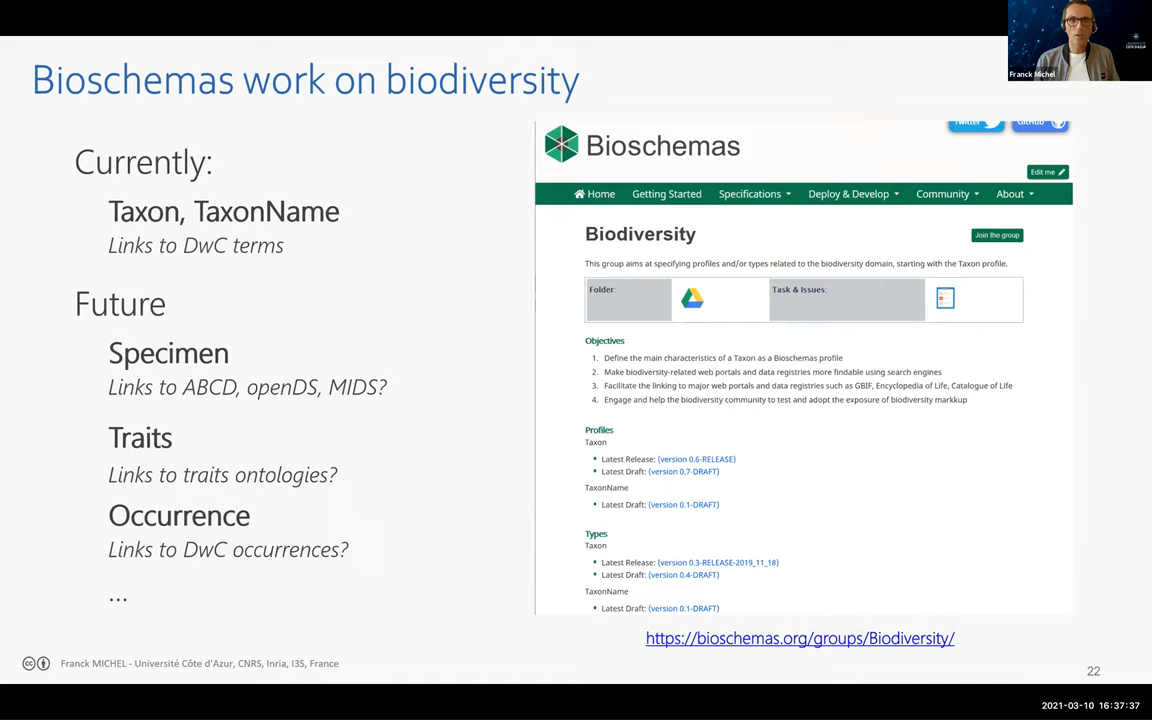 Bioschemas work on biodiversity
Franck Michel
Currently:
Taxon, TaxonName
Links to DwC terms
Future
Specimen
Links to ABCD, openDS, MIDS?
Traits
Links to traits ontologies?
Occurrence
Links to DwC occurrences?
...
Twitter
GitHub
Bioschemas
Edit me
Home Getting Started Specifications Deploy & Develop Community About
Biodiversity
Join the group
This group aims at specifying profiles and/or types related to the biodiversity domain, starting with the Taxon profile.
Folder: Task & Issues:
Objectives
1. Define the main characteristics of a Taxon as a Bioschemas profile
2. Make biodiversity-related web portals and data registries more findable using search engines
3. Facilitate the linking to major web portals and data registries such as GBIF, Encyclopedia of Life, Catalogue of Life
4. Engage and help the biodiversity community to test and adopt the exposure of biodiversity markkup
Profiles
Taxon
• Latest Release: (version 0.6-RELEASE)
• Latest Draft: (version 0.7-DRAFT)
TaxonName
• Latest Draft: (version 0.1-DRAFT)
Types
Taxon
• Latest Release: (version 0.3-RELEASE-2019_11_18)
• Latest Draft: (version 0.4-DRAFT)
TaxonName
• Latest Draft: (version 0.1-DRAFT)
https://bioschemas.org/groups/Biodiversity/
cc Franck MICHEL - Université Côte d'Azur, CNRS, Inria, I3S, France
22
2021-03-10 16:37:37